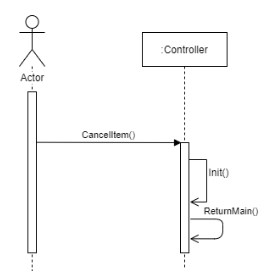 :Controller
Actor
CancelItem()
Init()
ReturnMain()